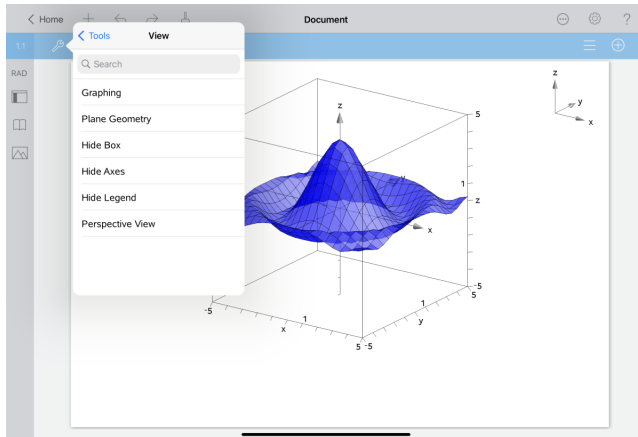 Home
Document
?
1.1
Tools
View
RAD
Search
Graphing
Plane Geometry
Hide Box
Hide Axes
Hide Legend
Perspective View
z
y
x
z
5
y
1
z
x
-5
5
-5
x
1
5
-5
y
1